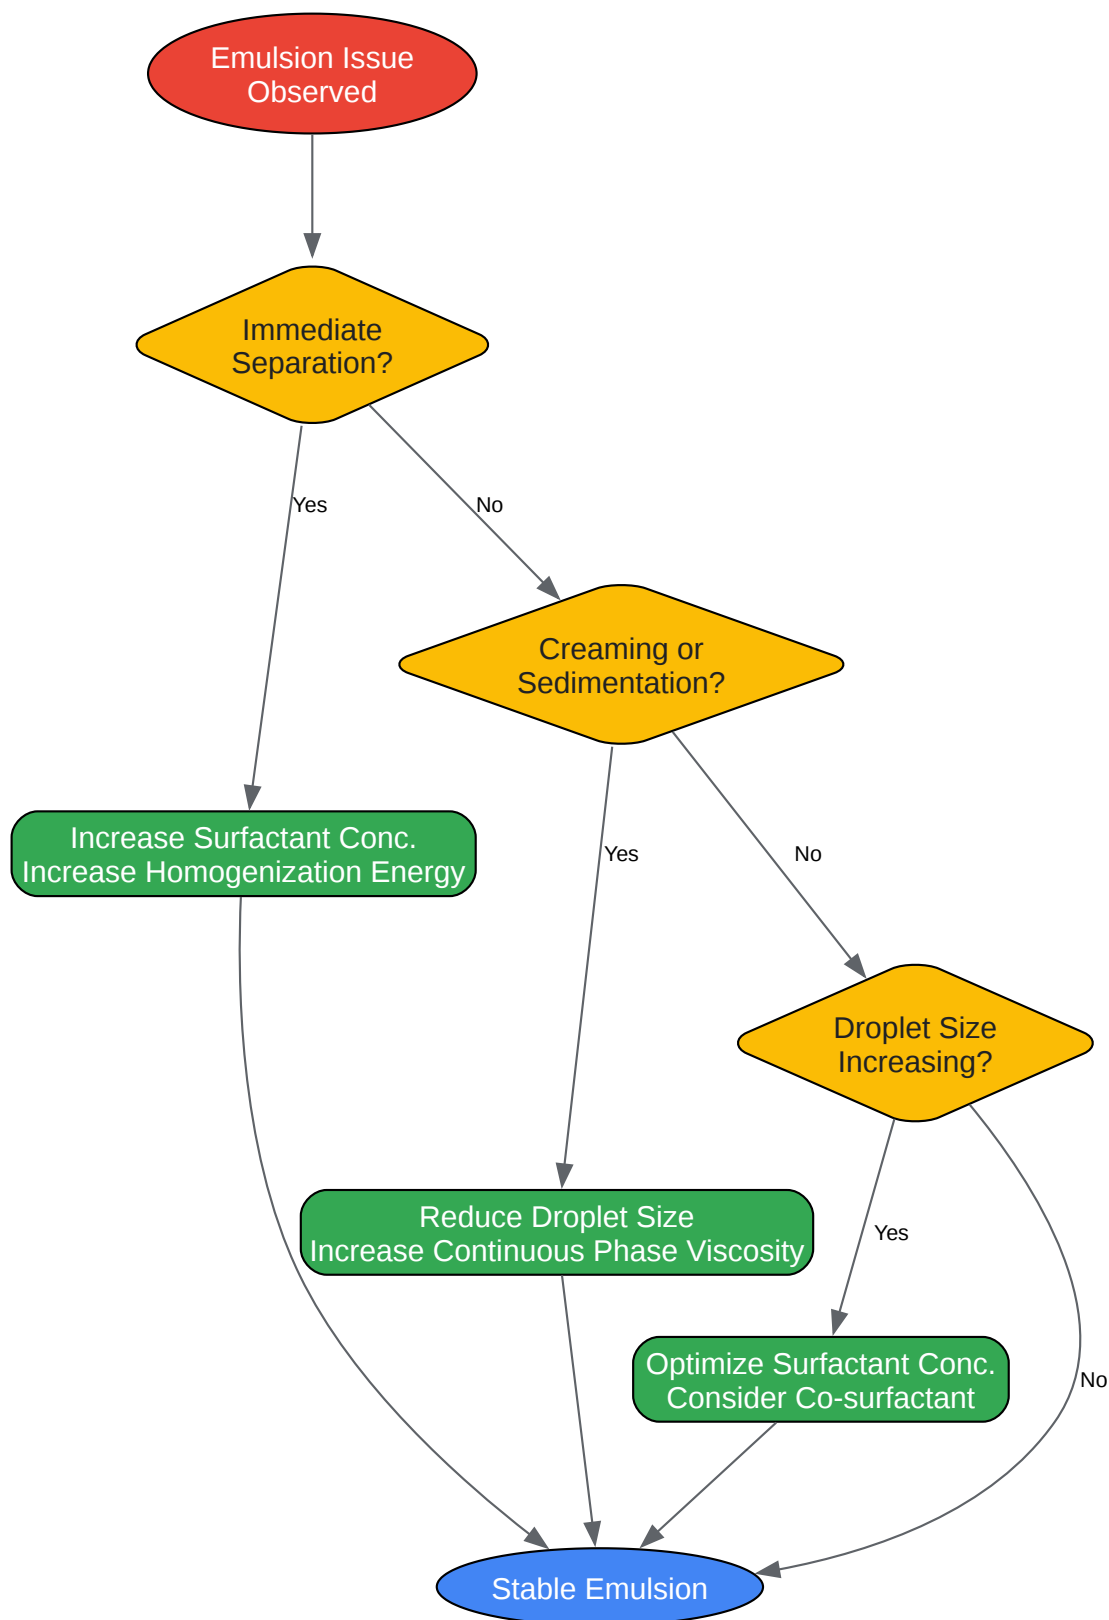 Emulsion Issue
Observed
Immediate
Separation?
Yes
No
Creaming or
Sedimentation?
Increase Surfactant Conc.
Increase Homogenization Energy
Yes
No
Droplet Size
Increasing?
Reduce Droplet Size
Increase Continuous Phase Viscosity
Yes
Optimize Surfactant Conc.
Consider Co-surfactant
No
Stable Emulsion